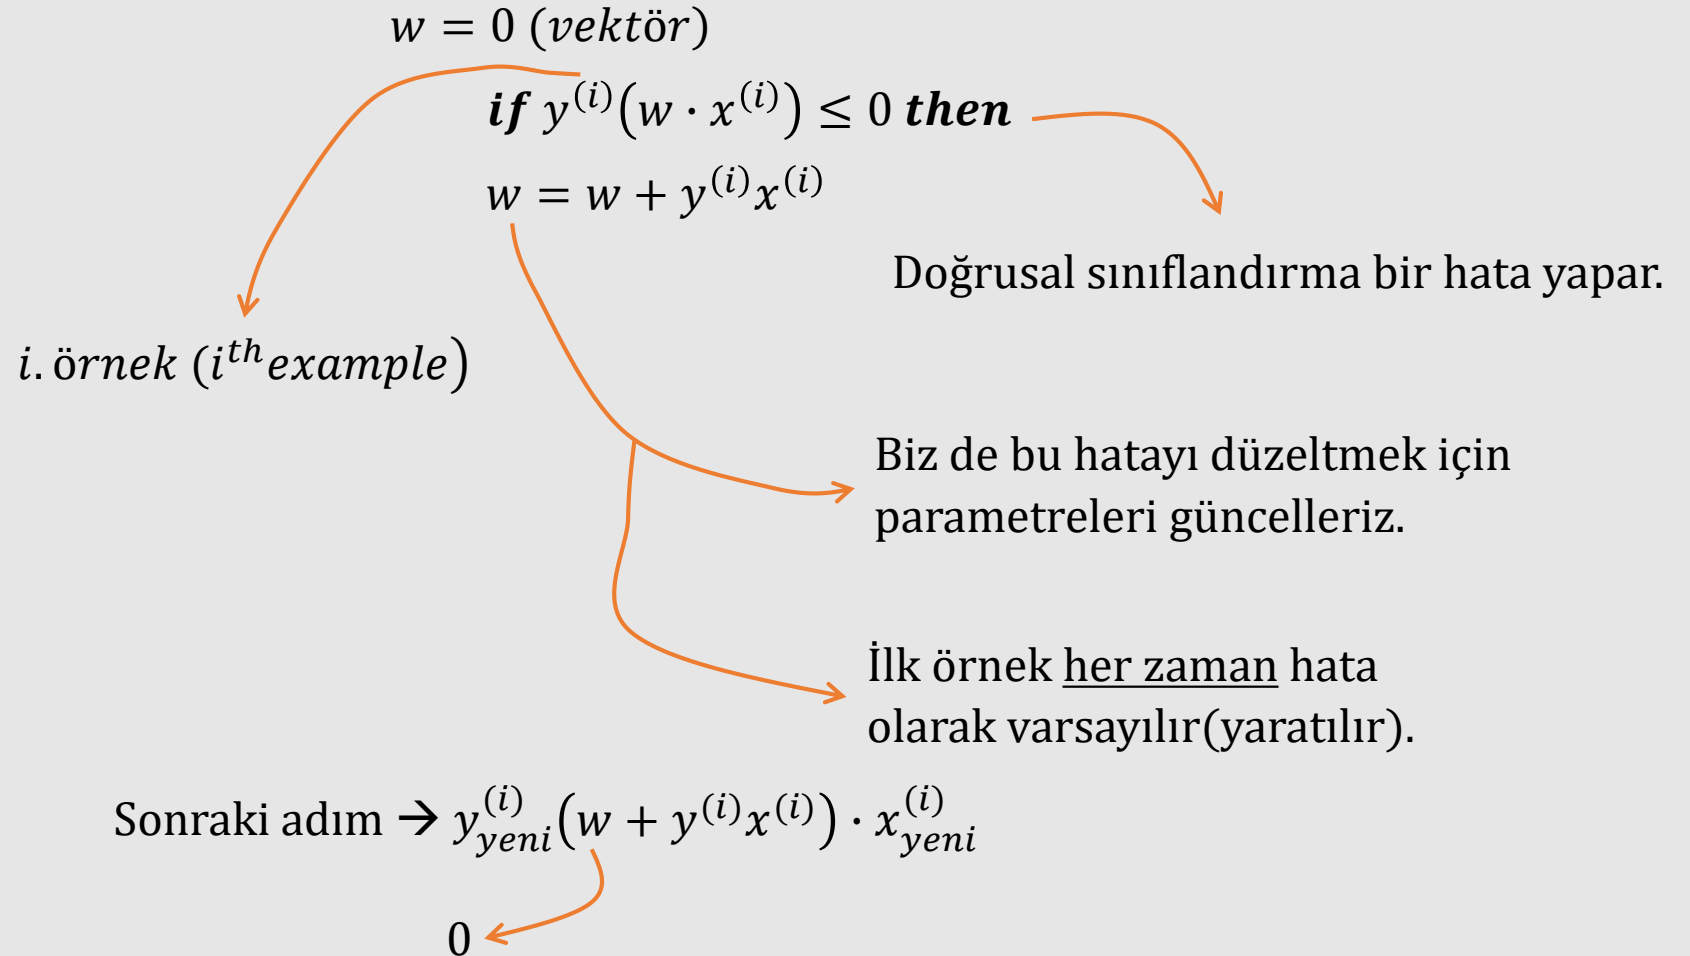 w = 0 (vektör)
if y^(i)(w · x^(i)) ≤ 0 then
w = w + y^(i)x^(i)
Doğrusal sınıflandırma bir hata yapar.
i. örnek (i^th example)
Biz de bu hatayı düzeltmek için
parametreleri güncelleriz.
İlk örnek her zaman hata
olarak varsayılır(yaratılır).
Sonraki adım → y_yeni^(i)(w + y^(i)x^(i)) · x_yeni^(i)
0